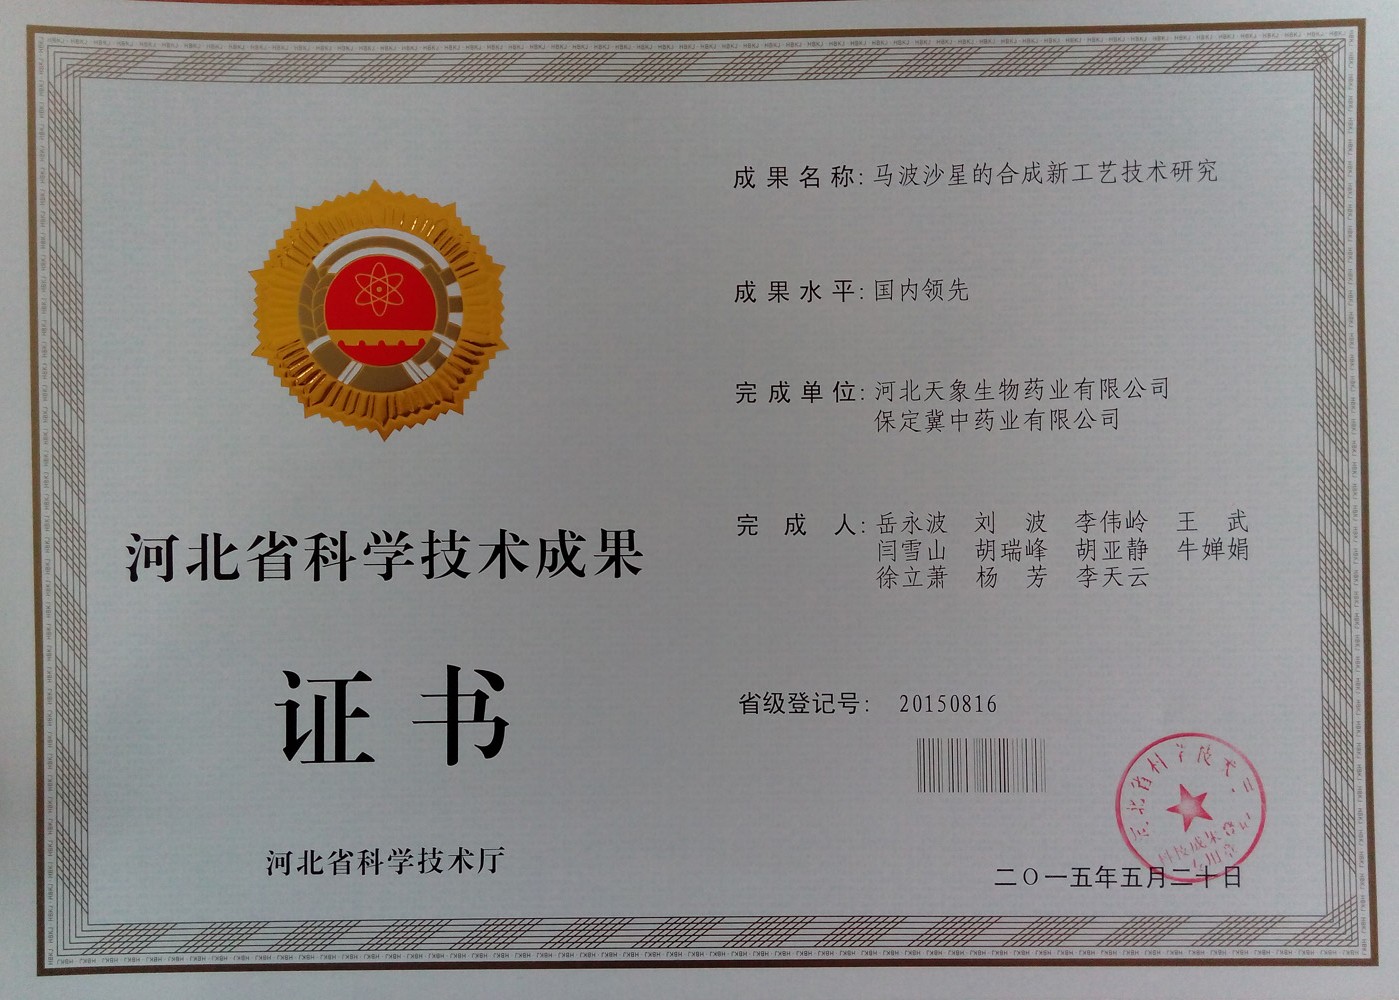 河北省科学技术成果
证书
河北省科学技术厅
成果名称：马波沙星的合成新工艺技术研究
成果水平：国内领先
完成单位：河北天象生物药业有限公司
保定冀中药业有限公司
完成人：岳永波 刘波 李伟岭 王武
闫雪山 胡瑞峰 胡亚静 牛婵娟
徐立萧 杨芳 李天云
省级登记号： 20150816
二〇一五年五月二十日